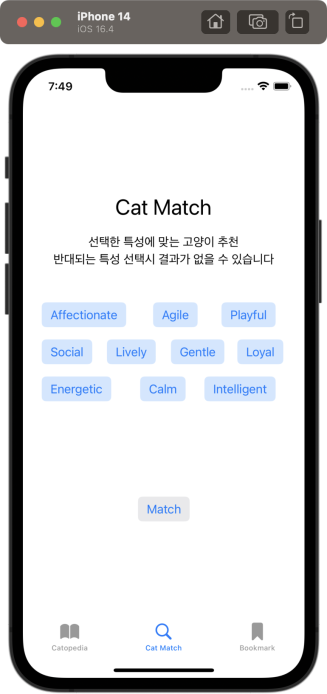 iPhone 14
iOS 16.4
7:49
Cat Match
선택한 특성에 맞는 고양이 추천
반대되는 특성 선택시 결과가 없을 수 있습니다
Affectionate Agile Playful
Social Lively Gentle Loyal
Energetic Calm Intelligent
Match
Catopedia Cat Match Bookmark